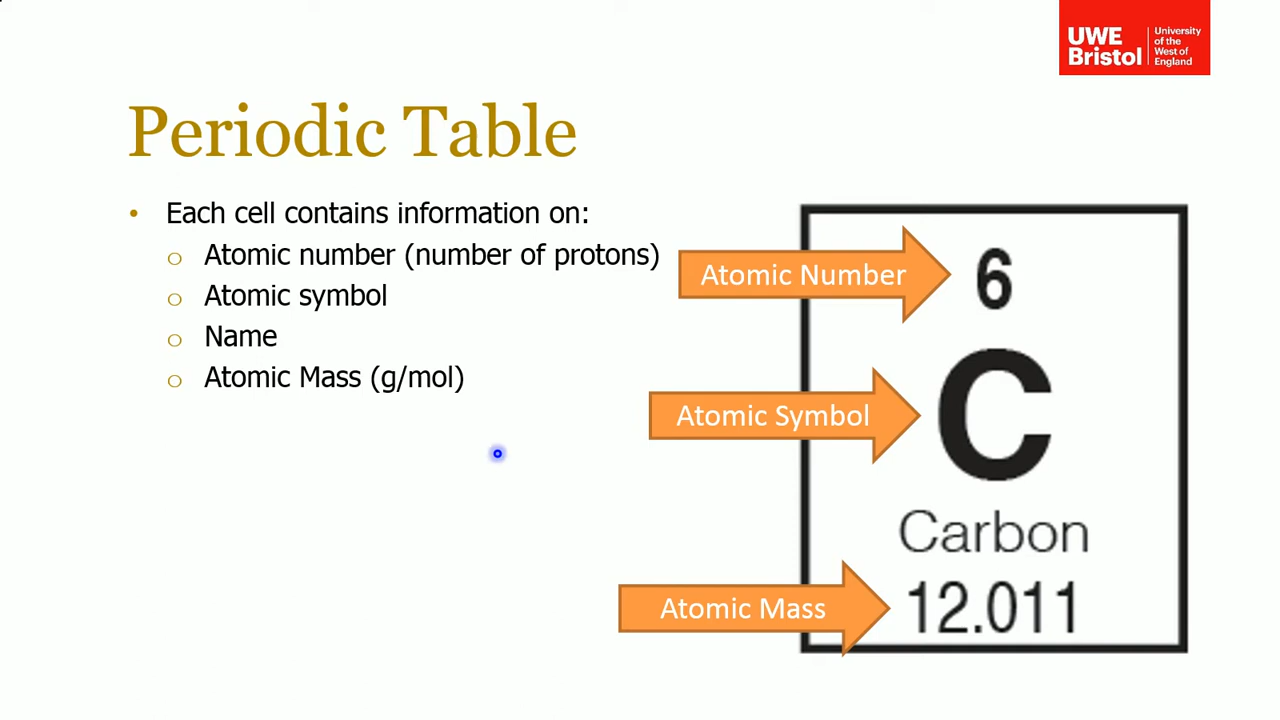 UWE Bristol
University of the West of England
Periodic Table
• Each cell contains information on:
o Atomic number (number of protons)
o Atomic symbol
o Name
o Atomic Mass (g/mol)
Atomic Number
6
Atomic Symbol
C
Carbon
Atomic Mass
12.011